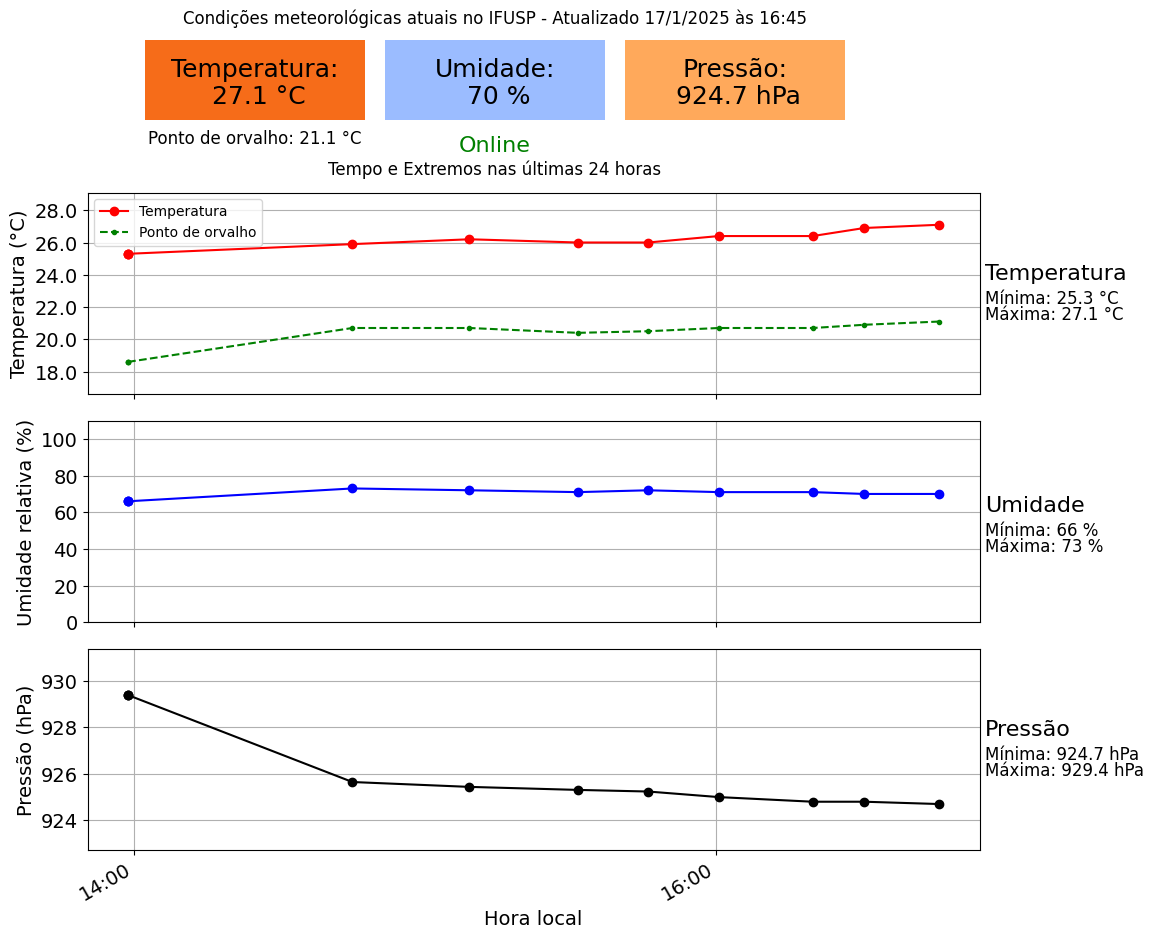 Condições meteorológicas atuais no IFUSP - Atualizado 17/1/2025 às 16:45
Temperatura:
27.1 °C
Umidade:
70 %
Pressão:
924.7 hPa
Ponto de orvalho: 21.1 °C
Online
Tempo e Extremos nas últimas 24 horas
Temperatura (°C)
28.0
26.0
24.0
22.0
20.0
18.0
Temperatura
Ponto de orvalho
Temperatura
Mínima: 25.3 °C
Máxima: 27.1 °C
Umidade relativa (%)
100
80
60
40
20
0
Umidade
Mínima: 66 %
Máxima: 73 %
Pressão (hPa)
930
928
926
924
Pressão
Mínima: 924.7 hPa
Máxima: 929.4 hPa
14:00
16:00
Hora local